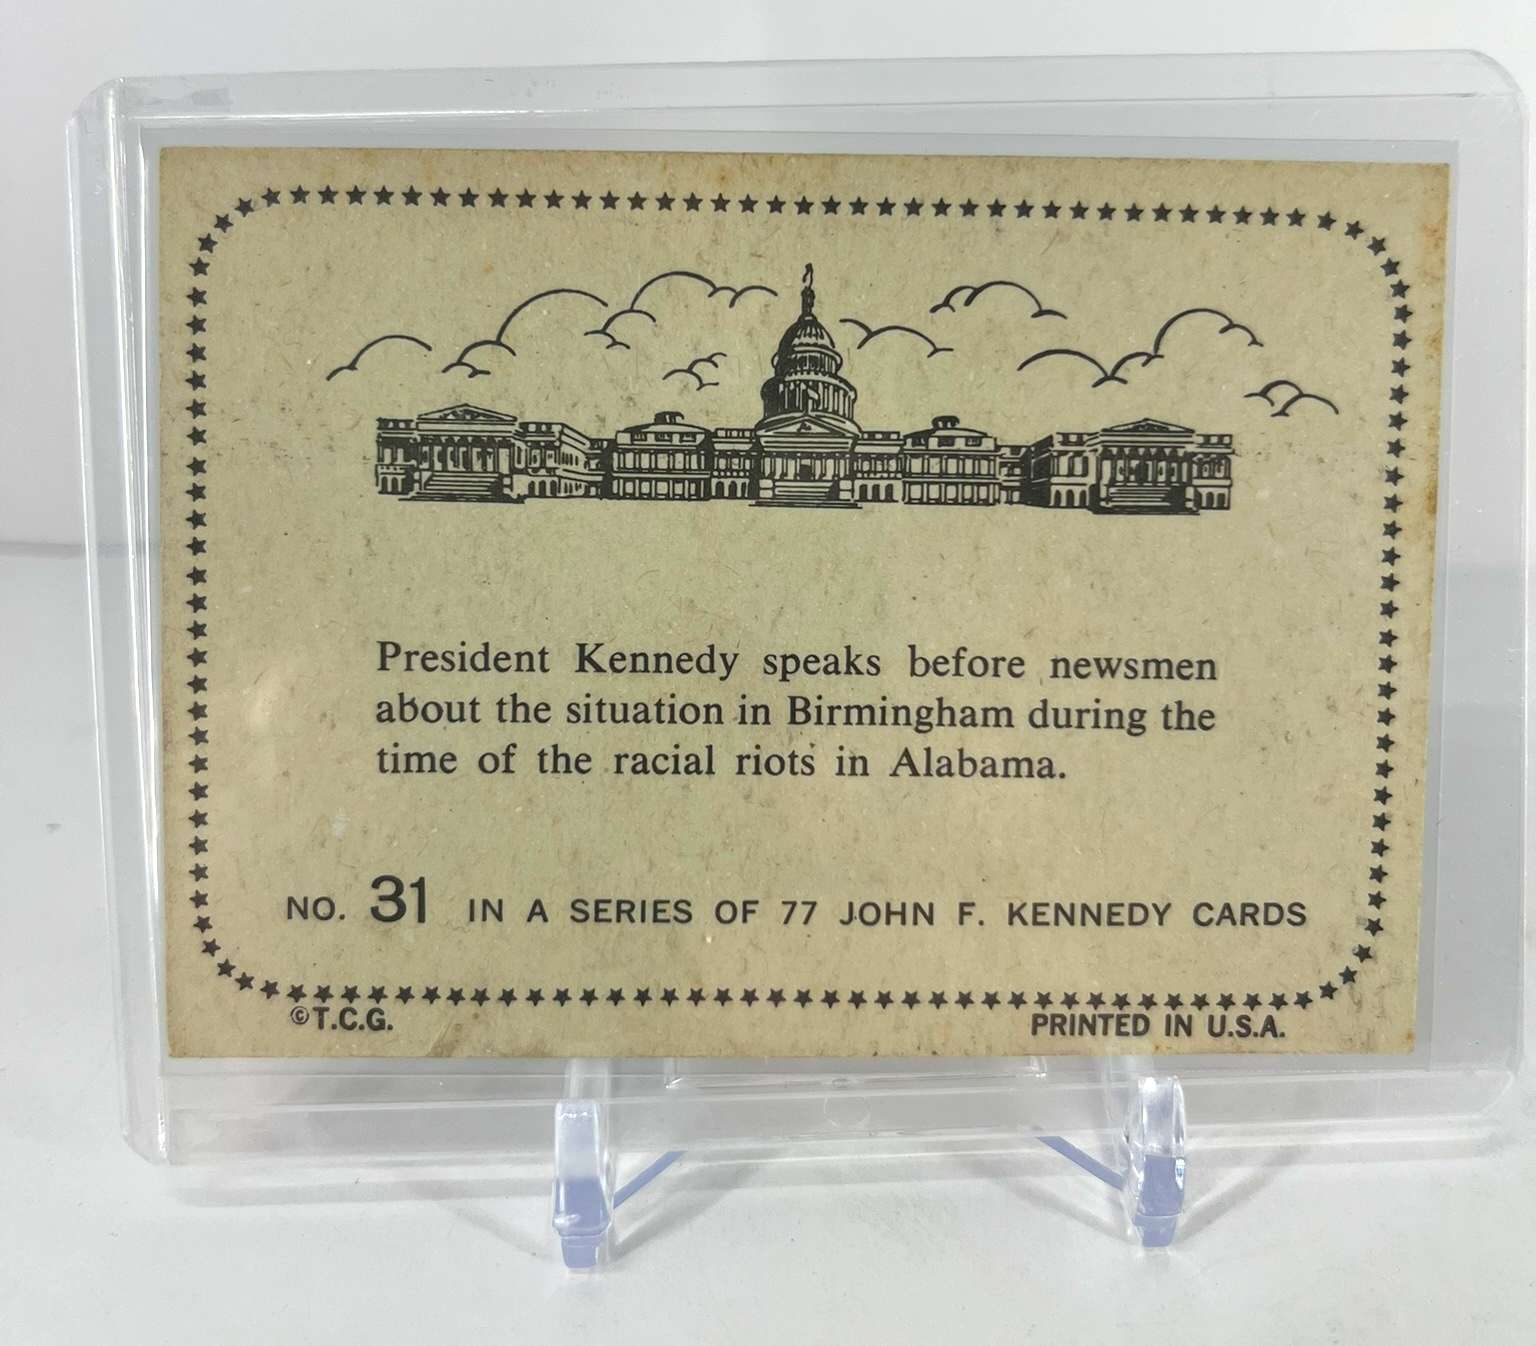 President Kennedy speaks before newsmen
about the situation in Birmingham during the
time of the racial riots in Alabama.
NO. 31 IN A SERIES OF 77 JOHN F. KENNEDY CARDS
©T.C.G. PRINTED IN U.S.A.